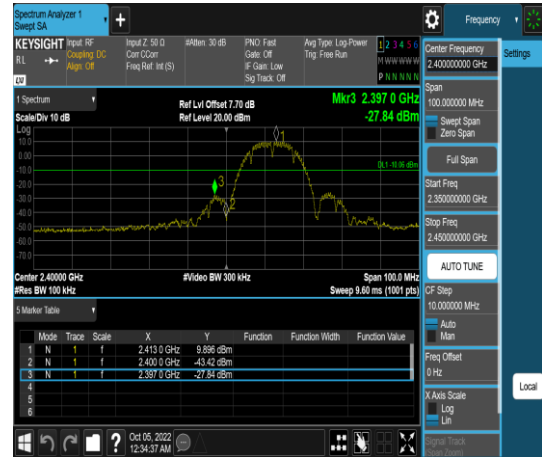 Spectrum Analyzer 1
Swept SA
+
Frequency
KEYSIGHT
RL
LXI
Input: RF
Coupling: DC
Align: Off
Input Z: 50 Ω
Corr CCorr
Freq Ref: Int (S)
#Atten: 30 dB
PNO: Fast
Gate: Off
IF Gain: Low
Sig Track: Off
Avg Type: Log-Power
Trig: Free Run
1 2 3 4 5 6
M W W W W W
P N N N N N
Center Frequency
2.400000000 GHz
Settings
Span
100.000000 MHz
Swept Span
Zero Span
Full Span
Start Freq
2.350000000 GHz
Stop Freq
2.450000000 GHz
AUTO TUNE
CF Step
10.000000 MHz
Auto
Man
Freq Offset
0 Hz
X Axis Scale
Log
Lin
Signal Track
(Span Zoom)
Local
1 Spectrum
Scale/Div 10 dB
Log
Ref Lvl Offset 7.70 dB
Ref Level 20.00 dBm
Mkr3 2.397 0 GHz
-27.84 dBm
10.0
0.00
-10.0
-20.0
-30.0
-40.0
-50.0
-60.0
-70.0
1
2
3
DL1 -10.06 dBm
Center 2.40000 GHz
#Res BW 100 kHz
#Video BW 300 kHz
Span 100.0 MHz
Sweep 9.60 ms (1001 pts)
5 Marker Table
Mode Trace Scale X Y Function Function Width Function Value
1 N 1 f 2.413 0 GHz 9.896 dBm
2 N 1 f 2.400 0 GHz -43.42 dBm
3 N 1 f 2.397 0 GHz -27.84 dBm
4
5
6
?
Oct 05, 2022
12:34:37 AM